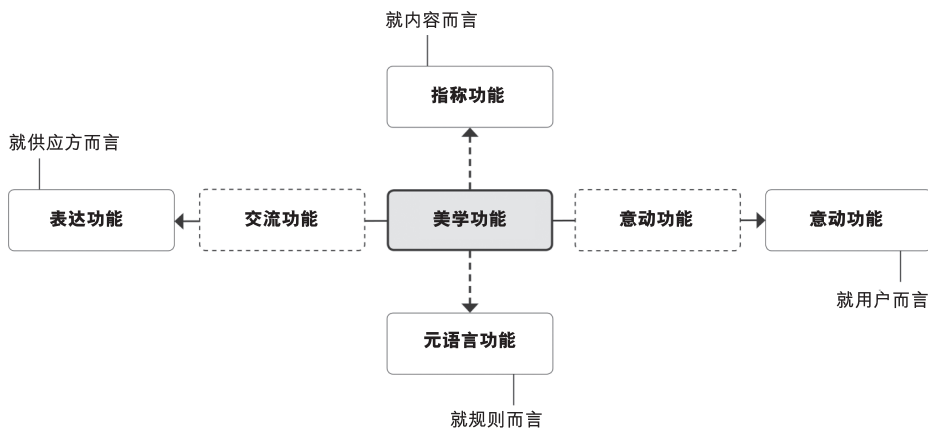 就内容而言
指称功能
就供应方而言
表达功能
交流功能
美学功能
意动功能
意动功能
就用户而言
元语言功能
就规则而言